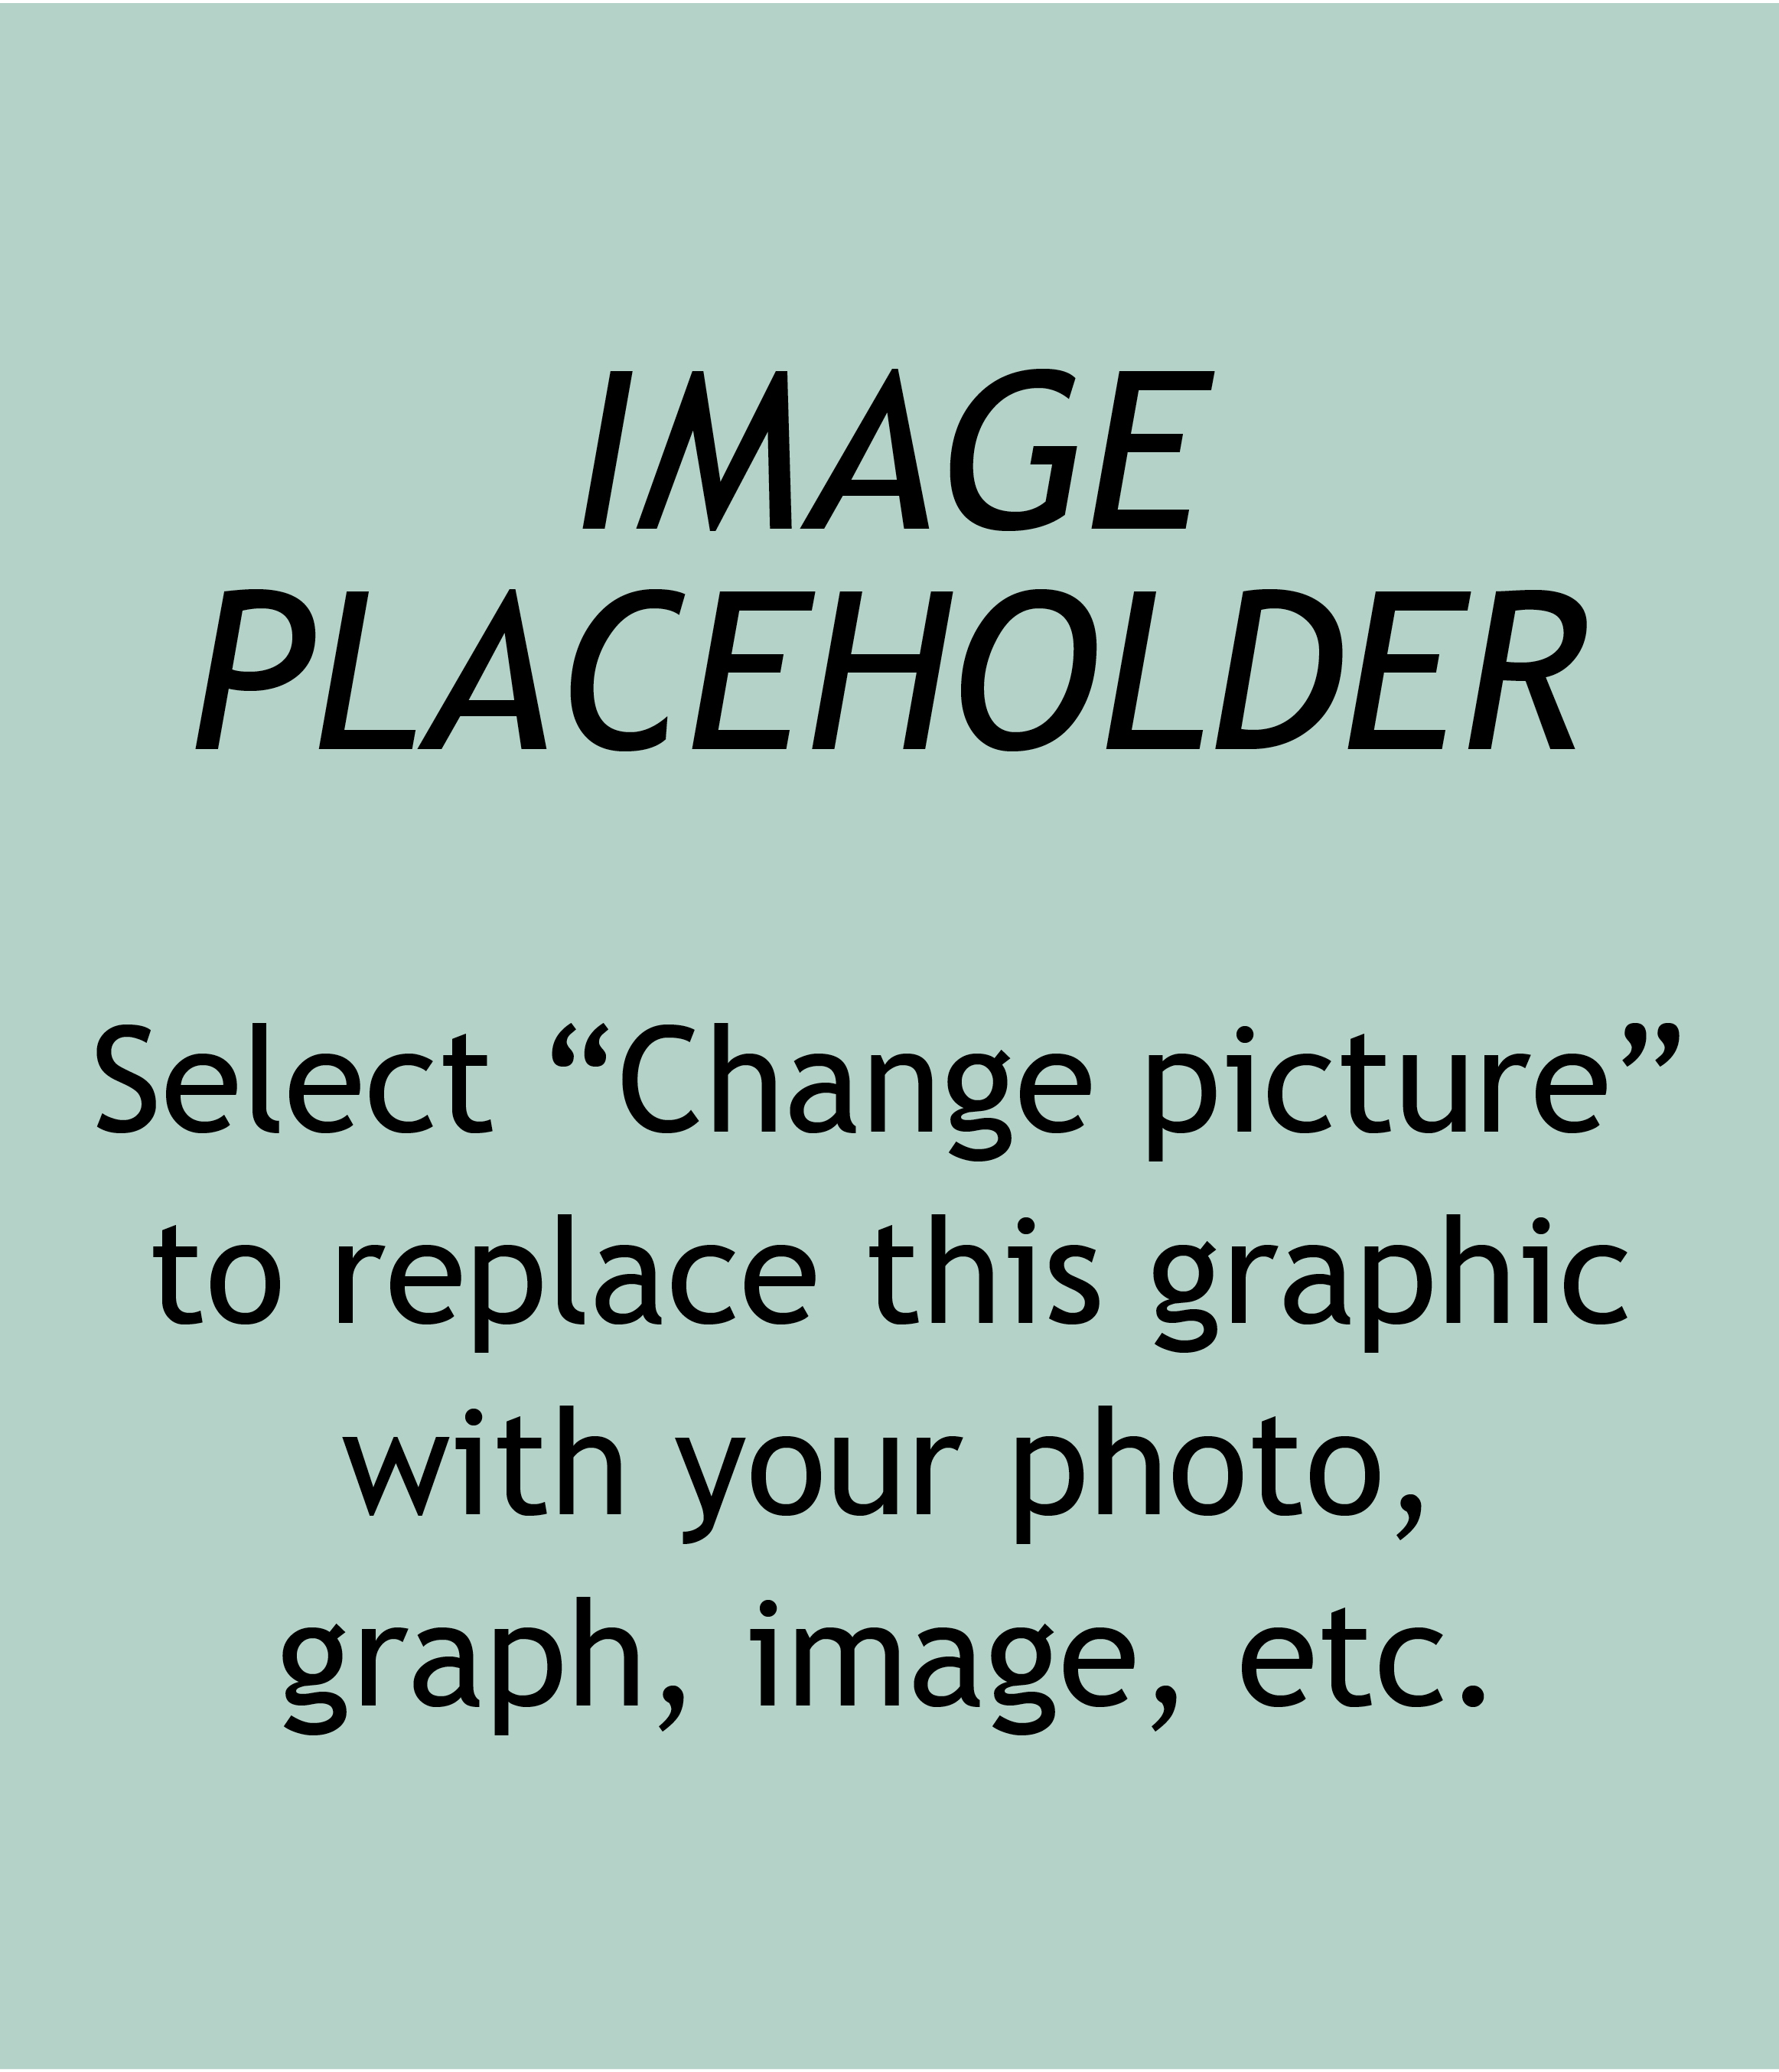 IMAGE
PLACEHOLDER
Select “Change picture”
to replace this graphic
with your photo,
graph, image, etc.